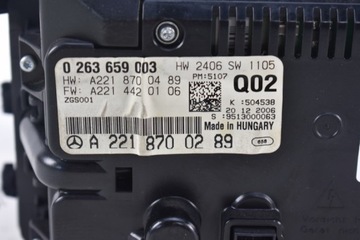 0 263 659 003 HW 2406 SW 1105
HW: A221 870 04 89 PM:5107
FW: A221 442 01 06 Q02
ZGS001 K :504538
20 12 2006
S :9513000063
Made in HUNGARY
A 221 870 02 89